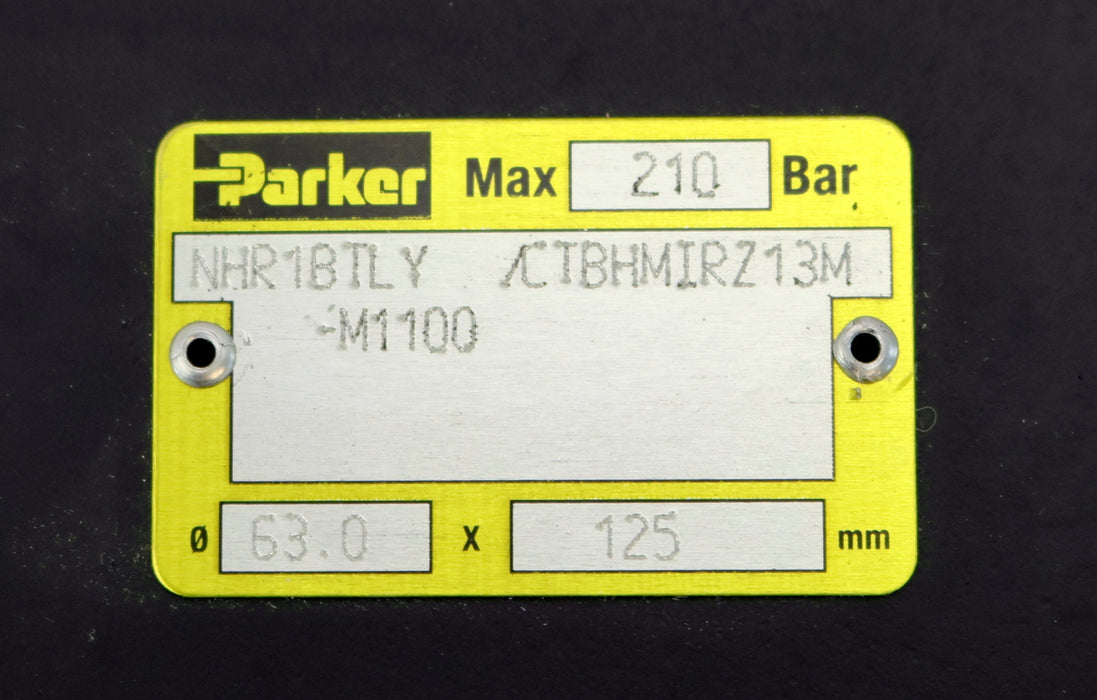 Parker Max 210 Bar
NHR1BTLY /CTBHMIRZ13M
-M1100
Ø 63.0 X 125 mm